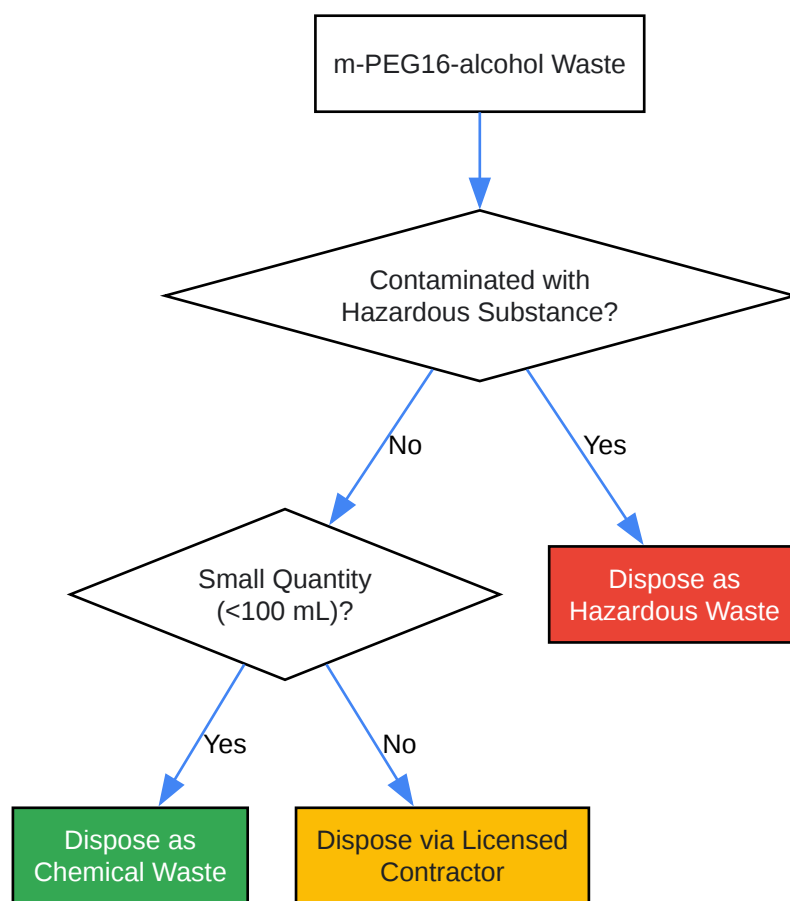 m-PEG16-alcohol Waste
Contaminated with
Hazardous Substance?
No
Yes
Small Quantity
(<100 mL)?
Dispose as
Hazardous Waste
Yes
No
Dispose as
Chemical Waste
Dispose via Licensed
Contractor